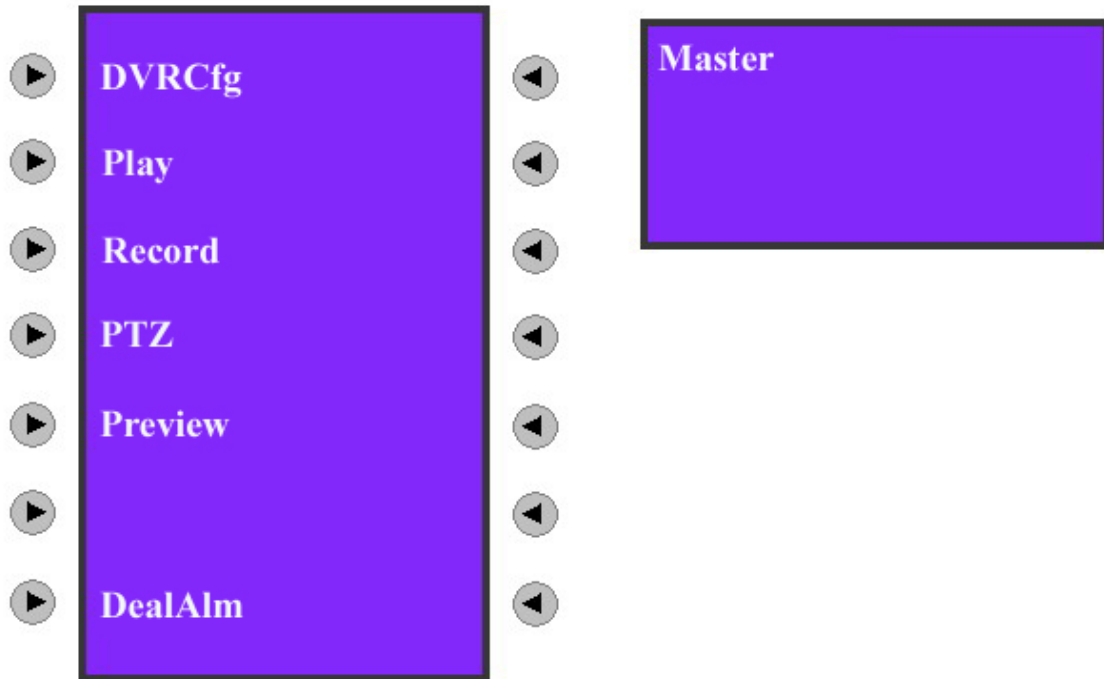 DVRCfg
Play
Record
PTZ
Preview
DealAlm
Master